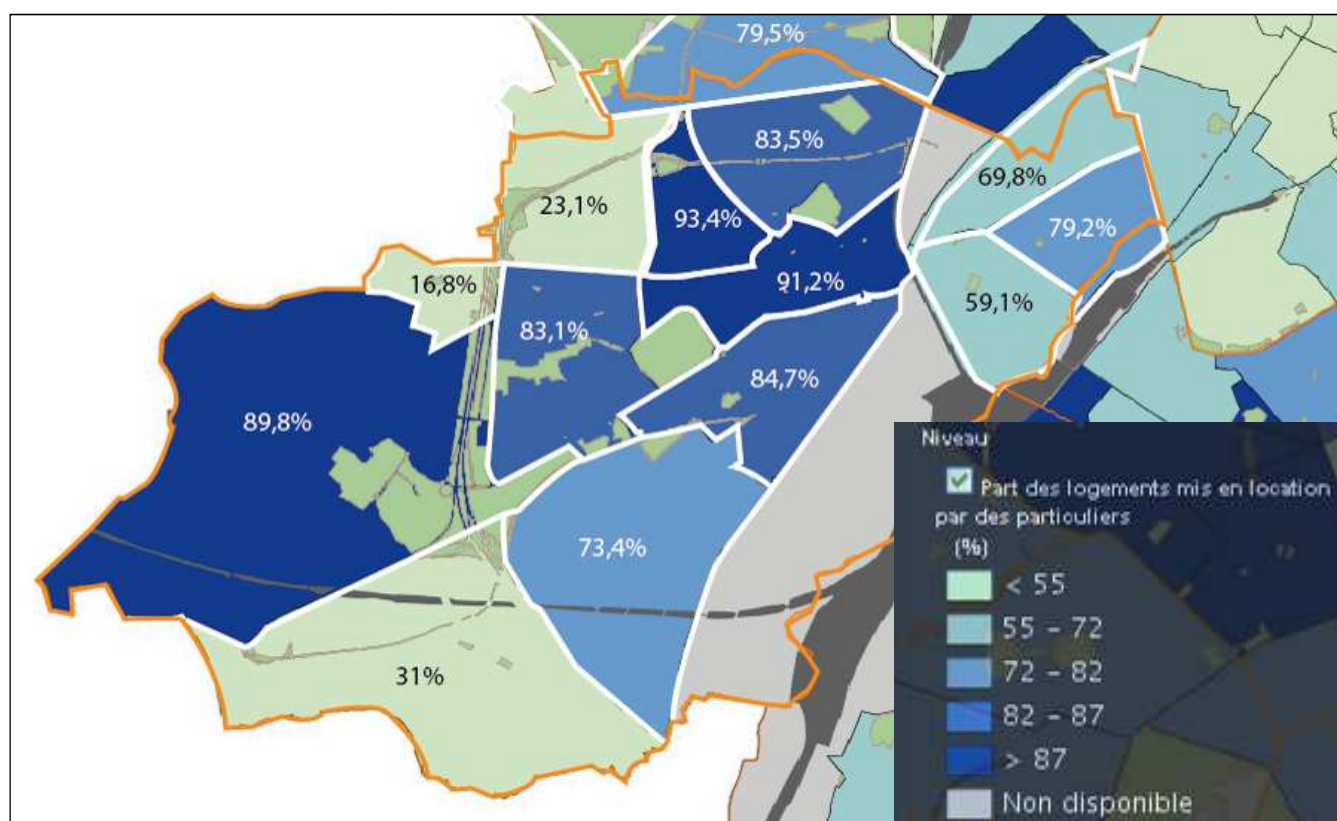 79,5%
83,5%
69,8%
23,1%
93,4%
79,2%
16,8%
91,2%
59,1%
83,1%
84,7%
89,8%
73,4%
31%
Niveau
Part des logements mis en location
par des particuliers
(%)
< 55
55 – 72
72 – 82
82 – 87
> 87
Non disponible